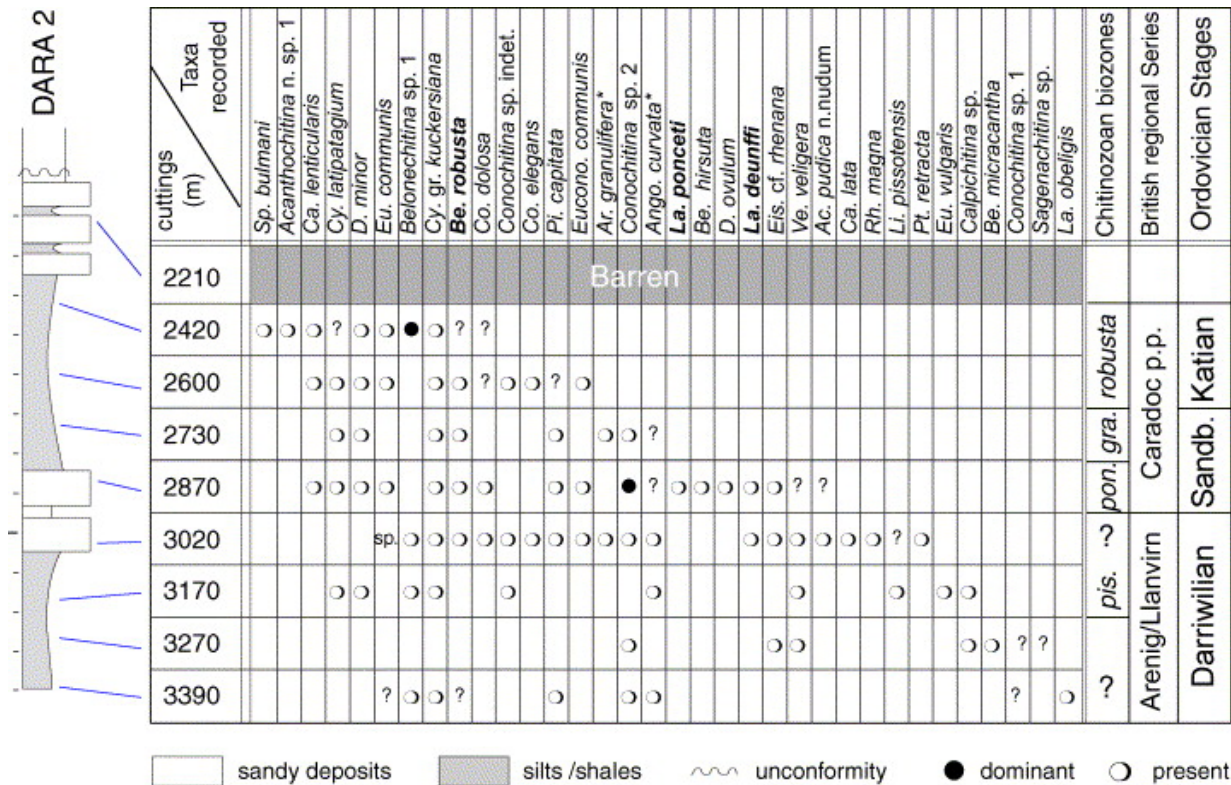 DARA 2
Taxa recorded
cuttings (m)
Sp. bulmani
Acanthochitina n. sp. 1
Ca. lenticularis
Cy. latipatagium
D. minor
Eu. communis
Belonechitina sp. 1
Cy. gr. kuckersiana
Be. robusta
Co. dolosa
Conochitina sp. indet.
Co. elegans
Pi. capitata
Eucono. communis
Ar. granulifera*
Conochitina sp. 2
Ango. curvata*
La. ponceti
Be. hirsuta
D. ovulum
La. deunffi
Eis. cf. rhenana
Ve. veligera
Ac. pudica n.nudum
Ca. lata
Rh. magna
Li. pissotensis
Pt. retracta
Eu. vulgaris
Calpichitina sp.
Be. micracantha
Conochitina sp. 1
Sagenachitina sp.
La. obeligis
Chitinozoan biozones
British regional Series
Ordovician Stages
2210 Barren
2420 ? ? ?
2600 ? ?
2730 ?
2870 ? ? ?
3020 sp. ?
3170
3270 ? ?
3390 ? ? ?
robusta
gra.
pon.
?
pis.
?
Caradoc p.p.
Arenig/Llanvirn
Katian
Sandb.
Darriwilian
sandy deposits silts /shales unconformity dominant present